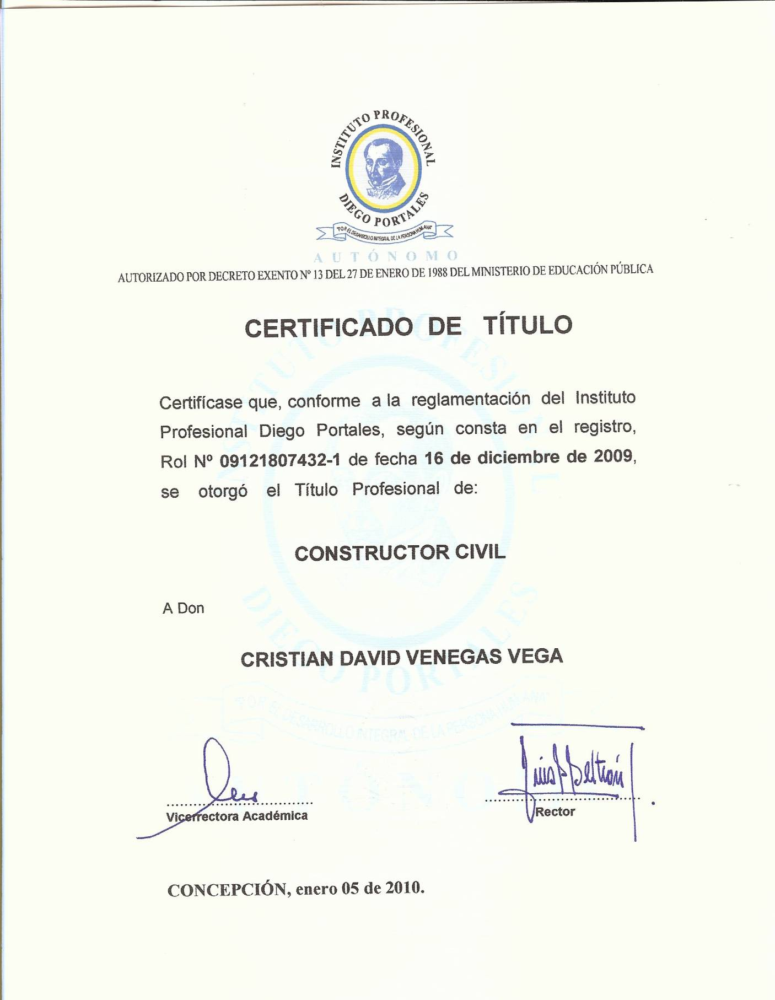 INSTITUTO PROFESIONAL
DIEGO PORTALES
"POR EL DESARROLLO INTEGRAL DE LA PERSONA HUMANA"
AUTÓNOMO
AUTORIZADO POR DECRETO EXENTO Nº 13 DEL 27 DE ENERO DE 1988 DEL MINISTERIO DE EDUCACIÓN PÚBLICA
CERTIFICADO DE TÍTULO
Certifícase que, conforme a la reglamentación del Instituto
Profesional Diego Portales, según consta en el registro,
Rol Nº 09121807432-1 de fecha 16 de diciembre de 2009,
se otorgó el Título Profesional de:
CONSTRUCTOR CIVIL
A Don
CRISTIAN DAVID VENEGAS VEGA
Vicerrectora Académica
Rector
CONCEPCIÓN, enero 05 de 2010.